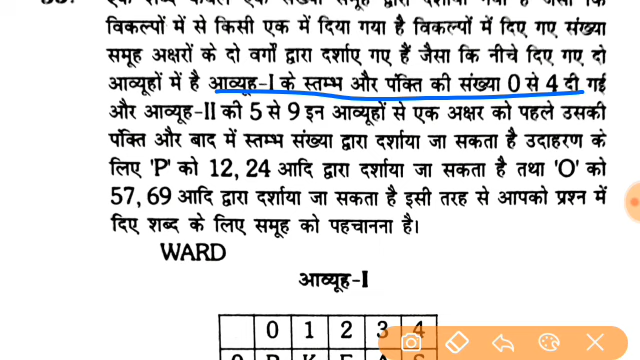 विकल्पों में से किसी एक में दिया गया है विकल्पों में दिए गए संख्या
समूह अक्षरों के दो वर्गों द्वारा दर्शाए गए हैं जैसा कि नीचे दिए गए दो
आव्यूहों में है आव्यूह-I के स्तम्भ और पंक्ति की संख्या 0 से 4 दी गई
और आव्यूह-II की 5 से 9 इन आव्यूहों से एक अक्षर को पहले उसकी
पंक्ति और बाद में स्तम्भ संख्या द्वारा दर्शाया जा सकता है उदाहरण के
लिए 'P' को 12, 24 आदि द्वारा दर्शाया जा सकता है तथा 'O' को
57, 69 आदि द्वारा दर्शाया जा सकता है इसी तरह से आपको प्रश्न में
दिए शब्द के लिए समूह को पहचानना है।
WARD
आव्यूह-I
0 1 2 3 4